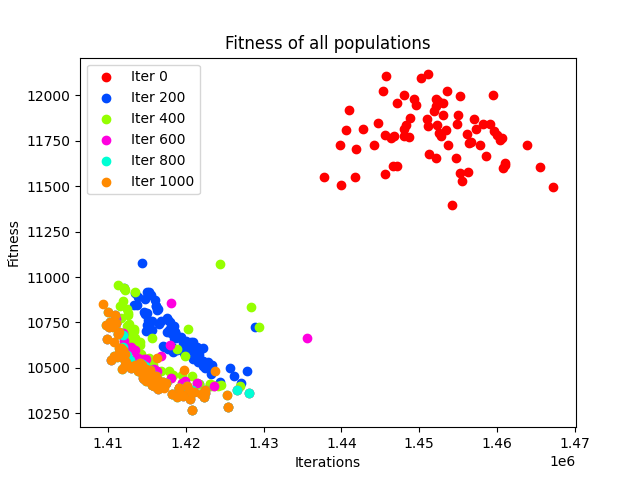 Fitness of all populations
Iter 0
Iter 200
Iter 400
Iter 600
Iter 800
Iter 1000
Fitness
12000
11750
11500
11250
11000
10750
10500
10250
1.41 1.42 1.43 1.44 1.45 1.46 1.47
Iterations
1e6